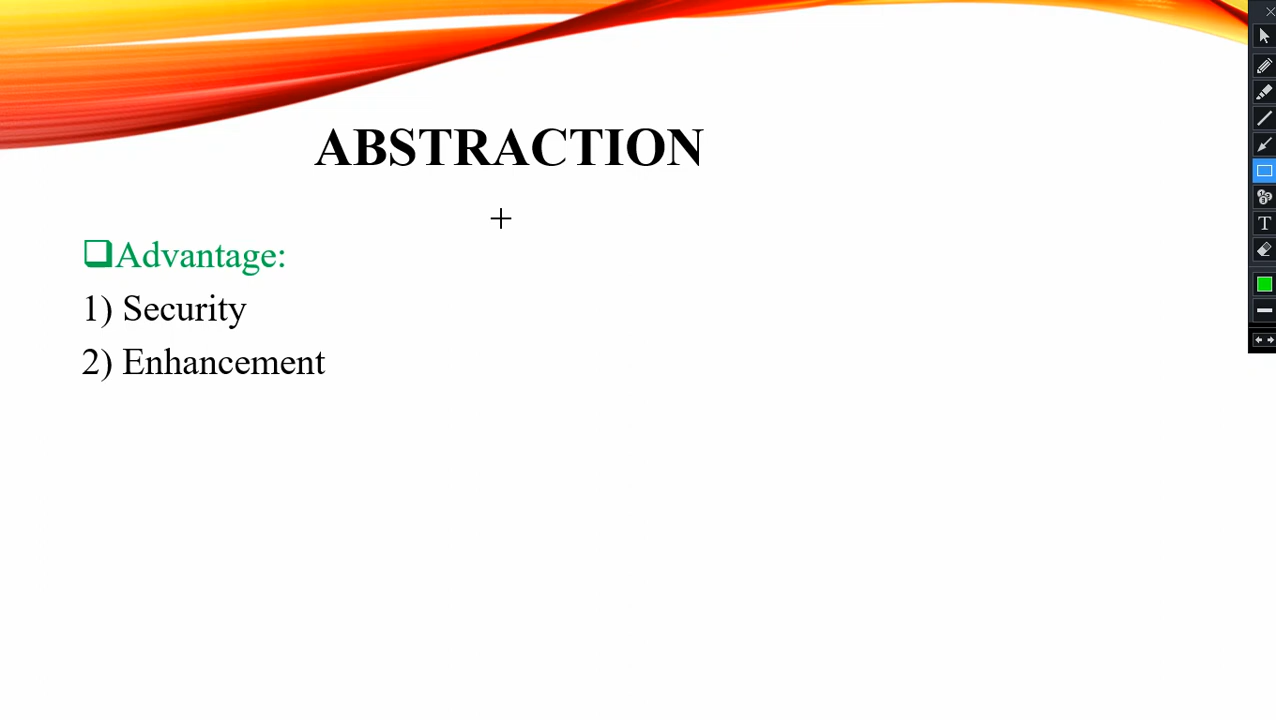 ABSTRACTION
❑Advantage:
1) Security
2) Enhancement
T